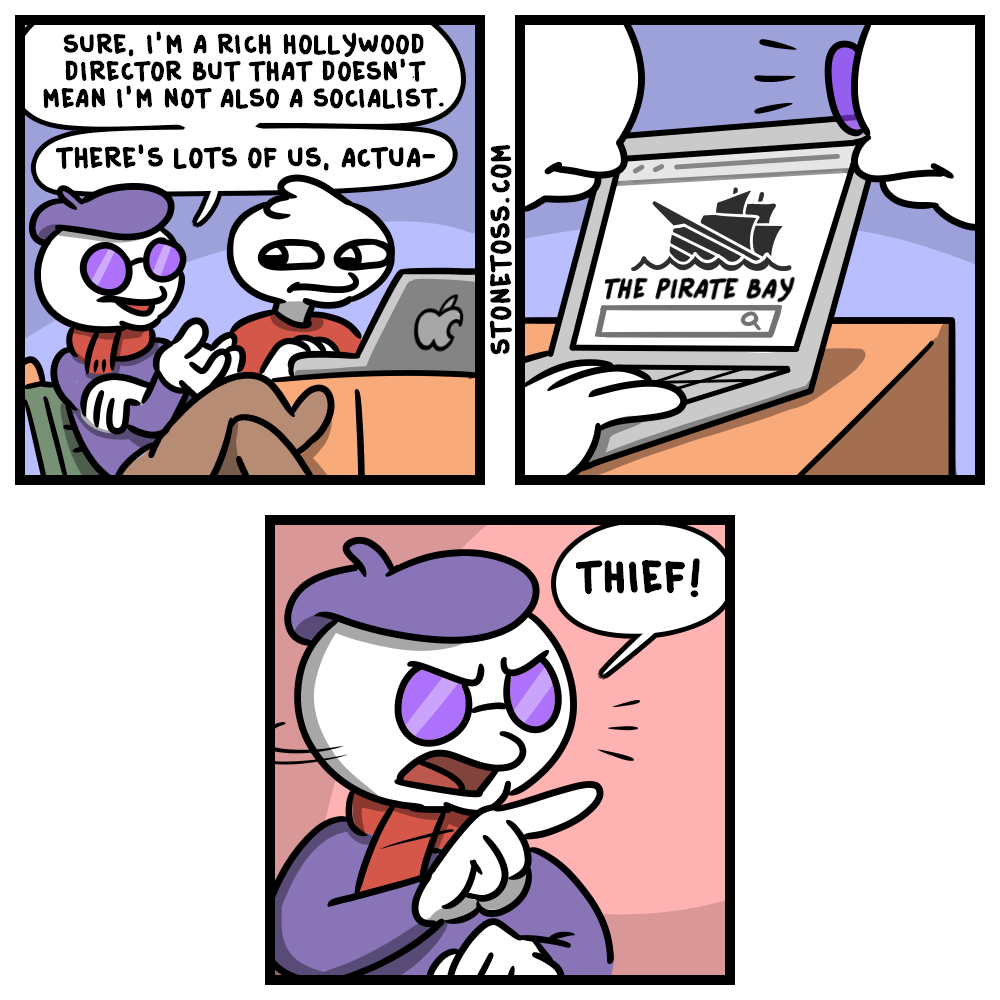 SURE, I'M A RICH HOLLYWOOD
DIRECTOR BUT THAT DOESN'T
MEAN I'M NOT ALSO A SOCIALIST.
THERE'S LOTS OF US, ACTUA-
STONETOSS.COM
THE PIRATE BAY
THIEF!